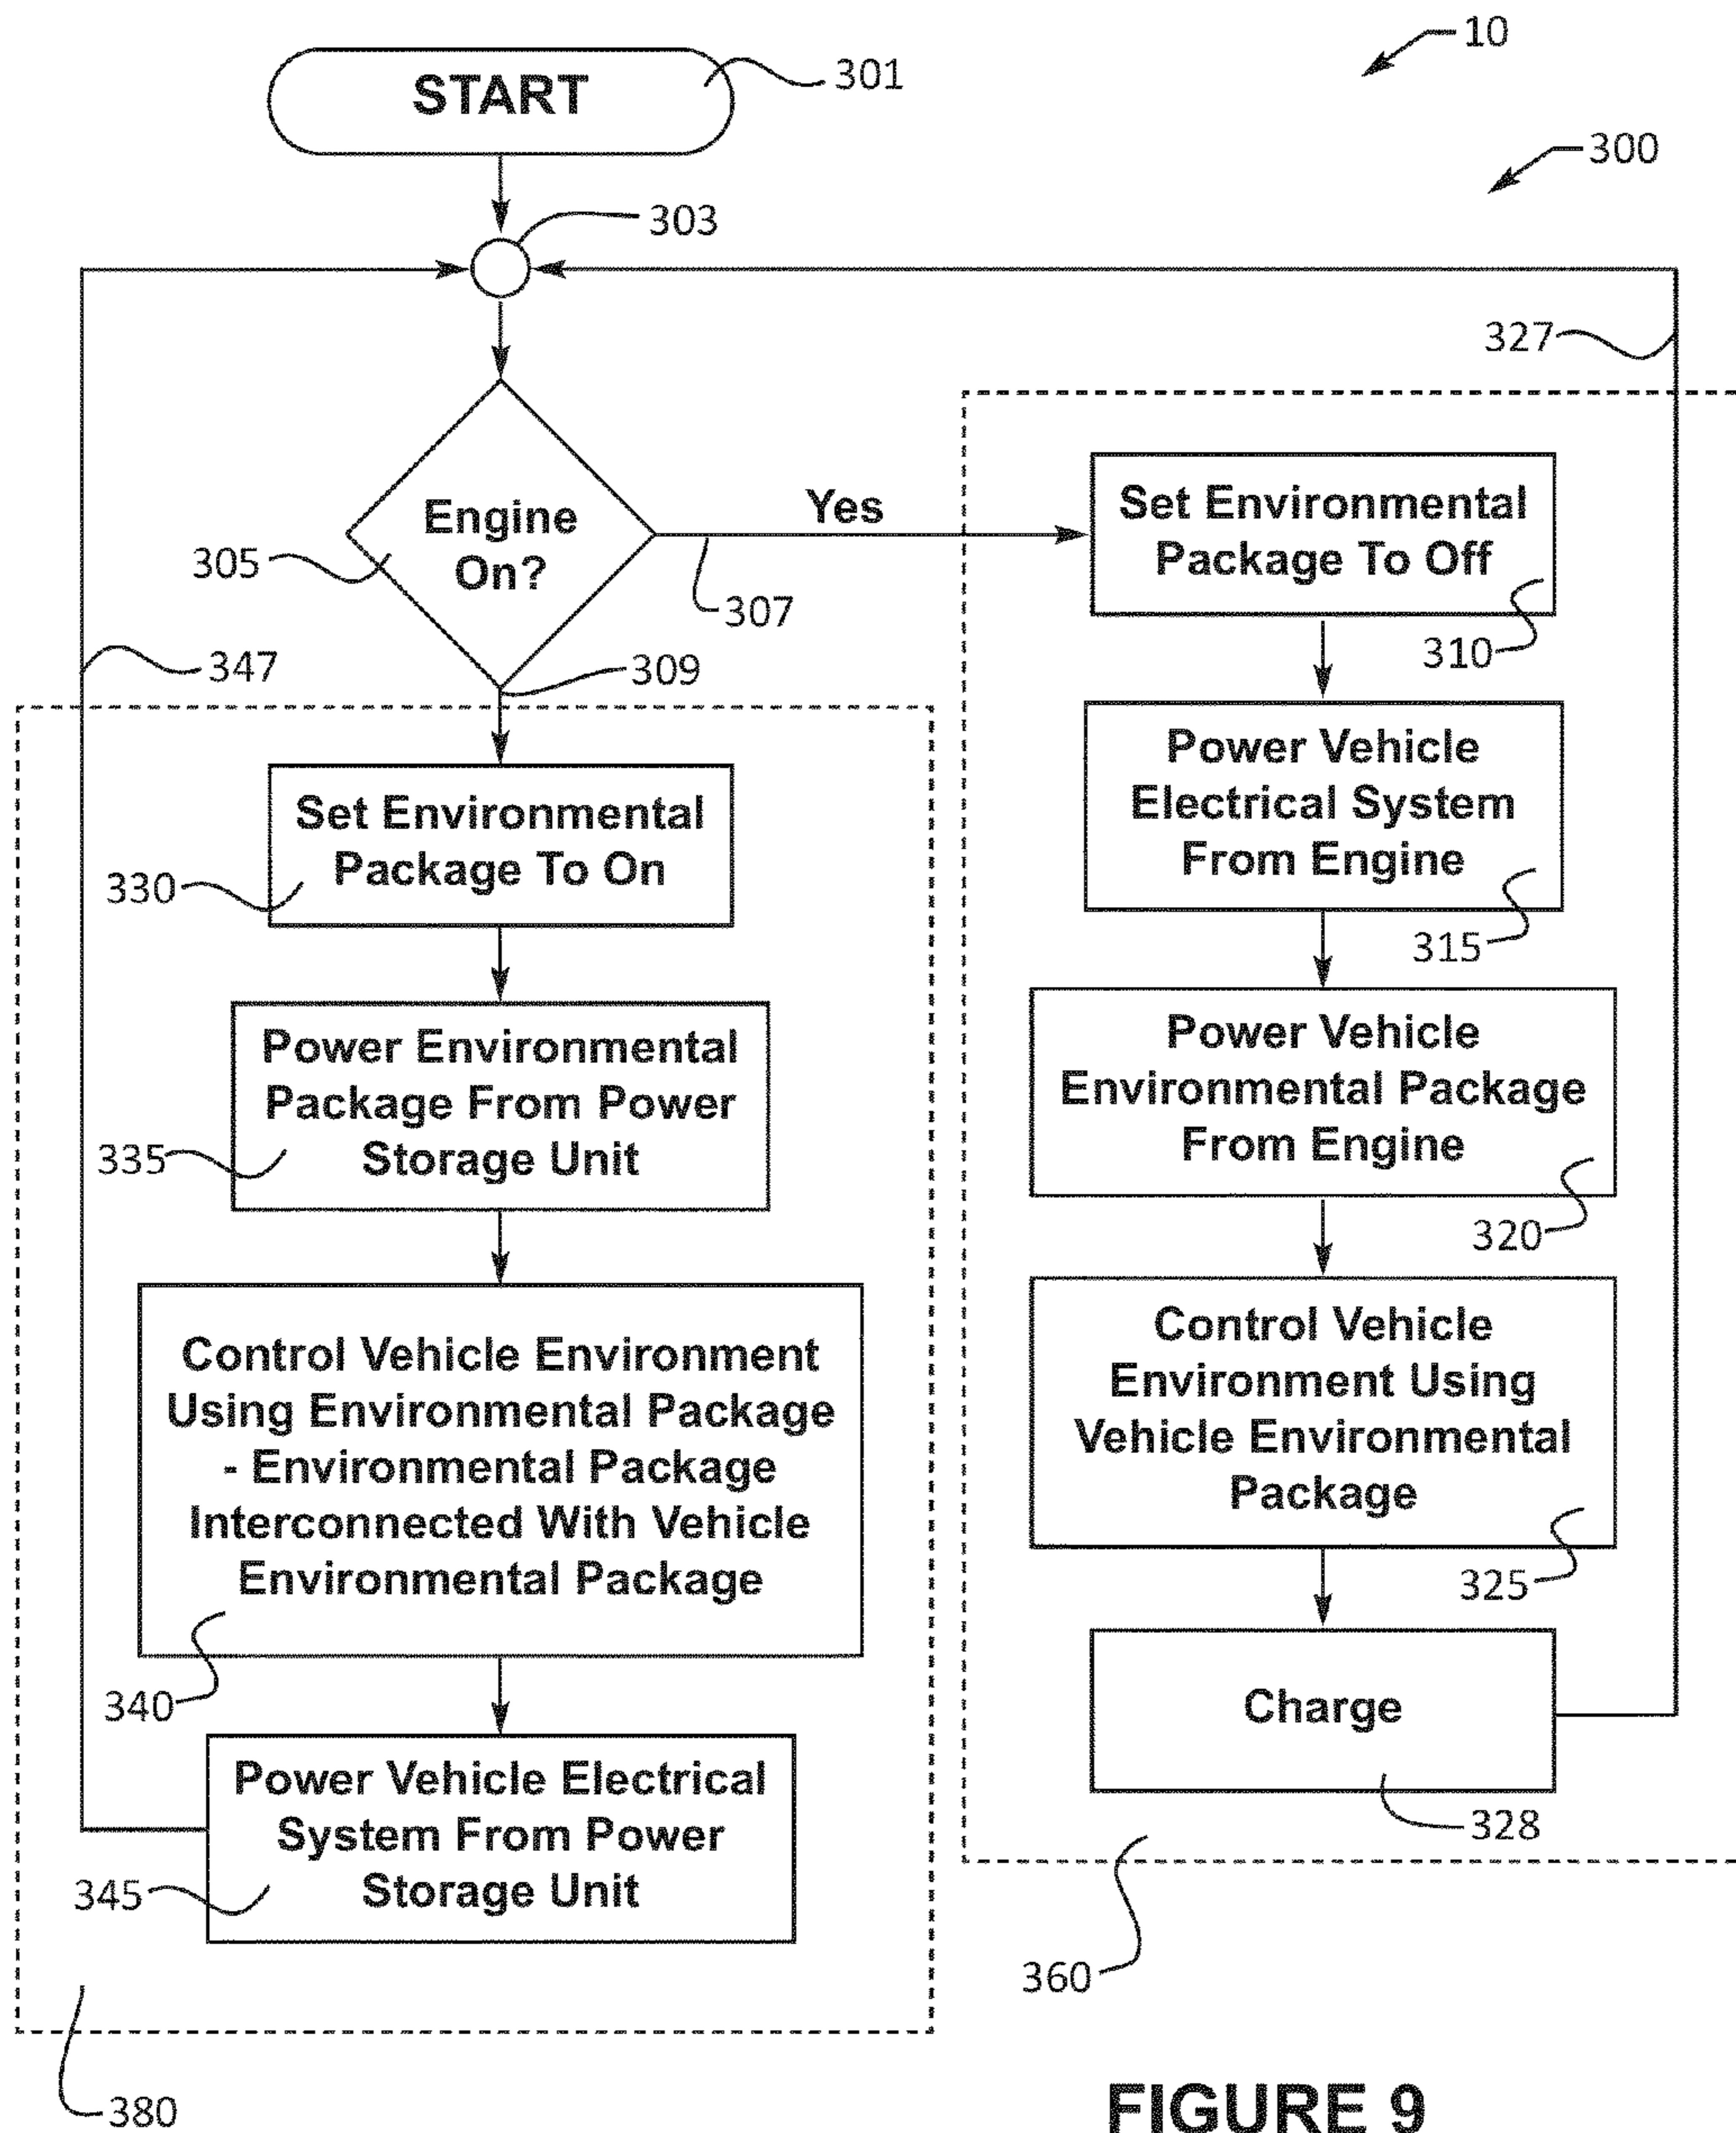 10
START
301
300
303
327
Engine
On?
305
Yes
307
309
347
Set Environmental
Package To Off
310
Power Vehicle
Electrical System
From Engine
315
Power Vehicle
Environmental Package
From Engine
320
Control Vehicle
Environment Using
Vehicle Environmental
Package
325
Charge
328
360
Set Environmental
Package To On
330
Power Environmental
Package From Power
Storage Unit
335
Control Vehicle Environment
Using Environmental Package
- Environmental Package
Interconnected With Vehicle
Environmental Package
340
Power Vehicle Electrical
System From Power
Storage Unit
345
380
FIGURE 9